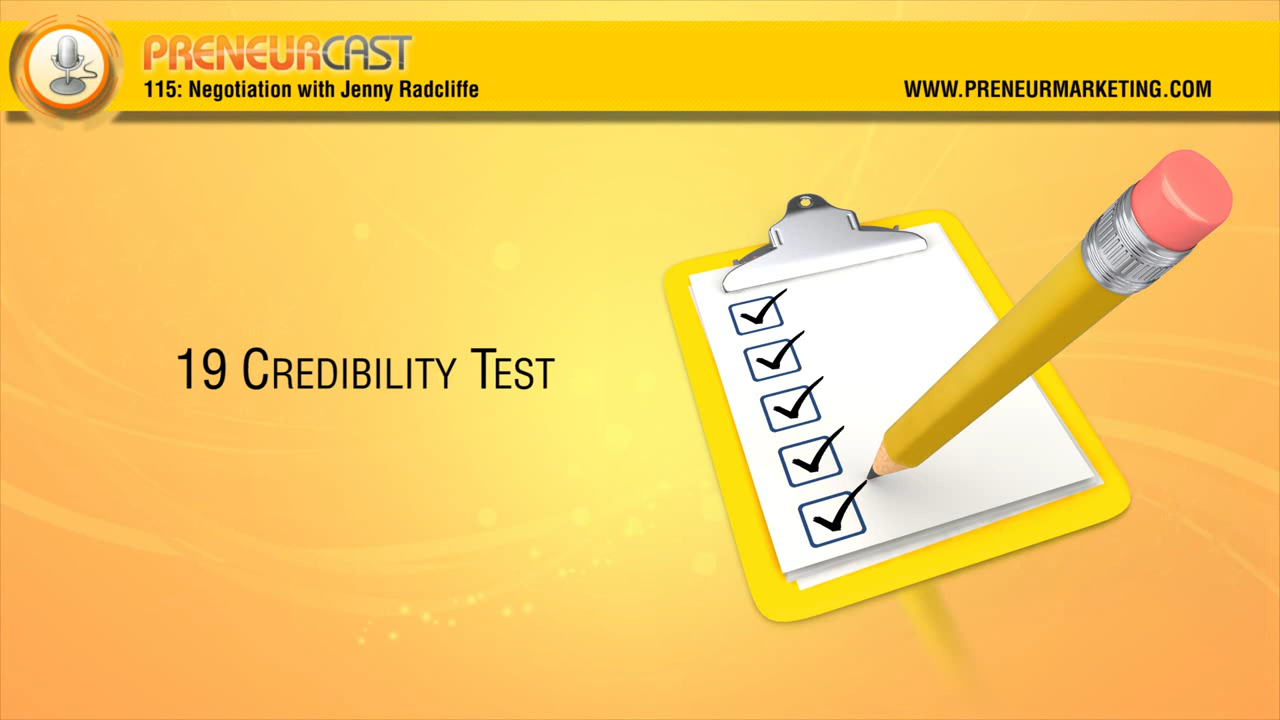 PRENEURCAST
115: Negotiation with Jenny Radcliffe
WWW.PRENEURMARKETING.COM
19 CREDIBILITY TEST